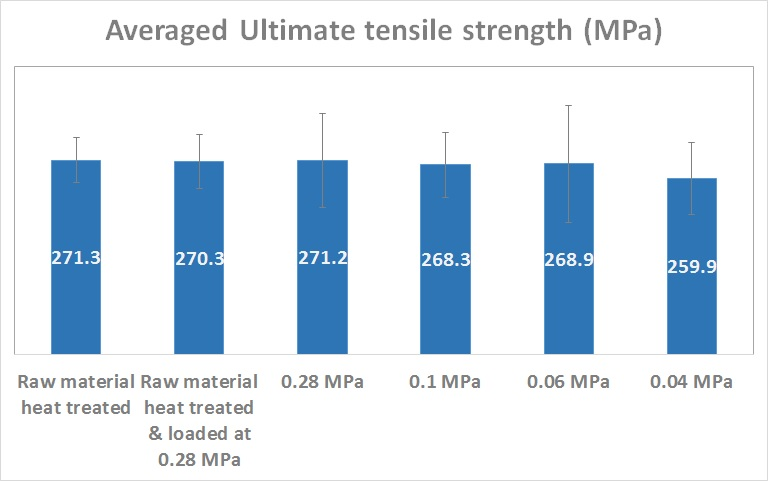 Averaged Ultimate tensile strength (MPa)
271.3
270.3
271.2
268.3
268.9
259.9
Raw material
heat treated
Raw material
heat treated
& loaded at
0.28 MPa
0.28 MPa
0.1 MPa
0.06 MPa
0.04 MPa